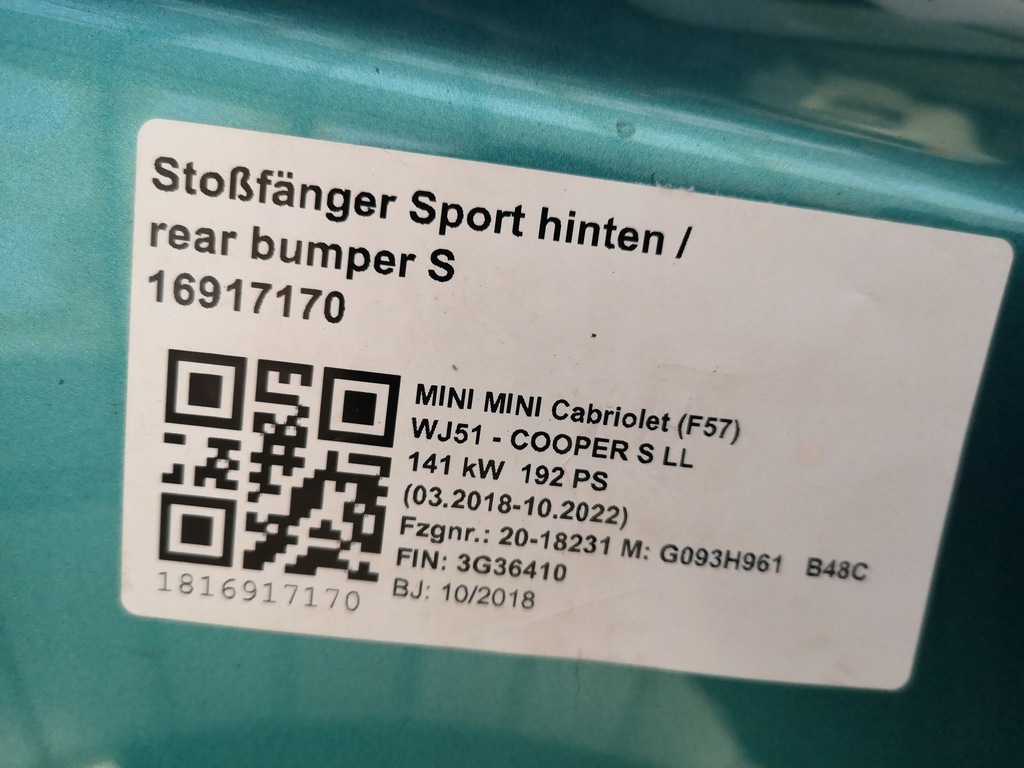 Stoßfänger Sport hinten /
rear bumper S
16917170
MINI MINI Cabriolet (F57)
WJ51 - COOPER S LL
141 kW 192 PS
(03.2018-10.2022)
Fzgnr.: 20-18231 M: G093H961 B48C
FIN: 3G36410
BJ: 10/2018
1816917170